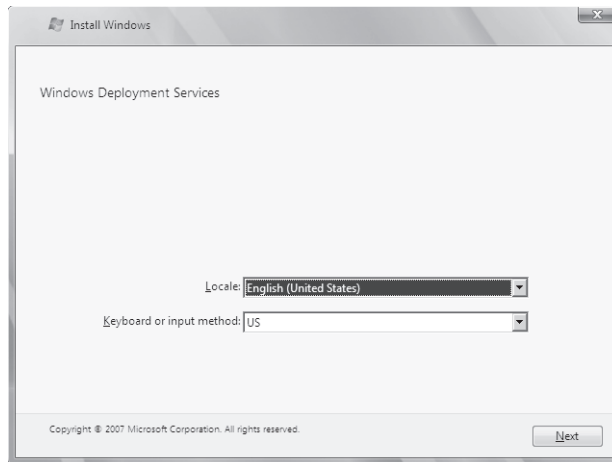 Install Windows
Windows Deployment Services
Locale: English (United States)
Keyboard or input method: US
Copyright © 2007 Microsoft Corporation. All rights reserved.
Next